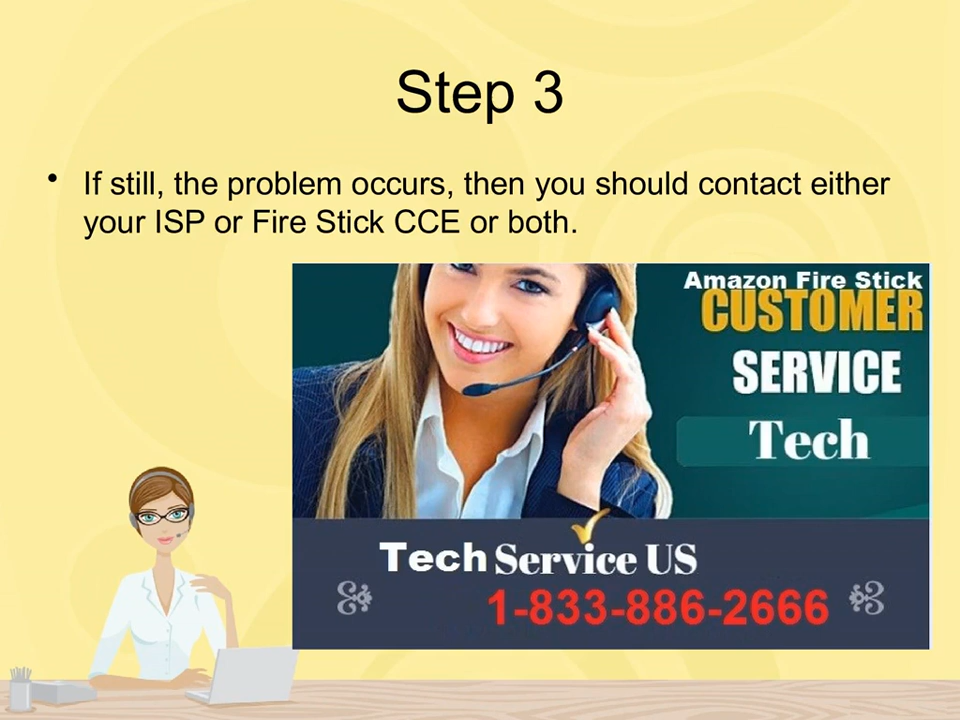 Step 3
• If still, the problem occurs, then you should contact either
your ISP or Fire Stick CCE or both.
Amazon Fire Stick
CUSTOMER
SERVICE
Tech
Tech Service US
1-833-886-2666